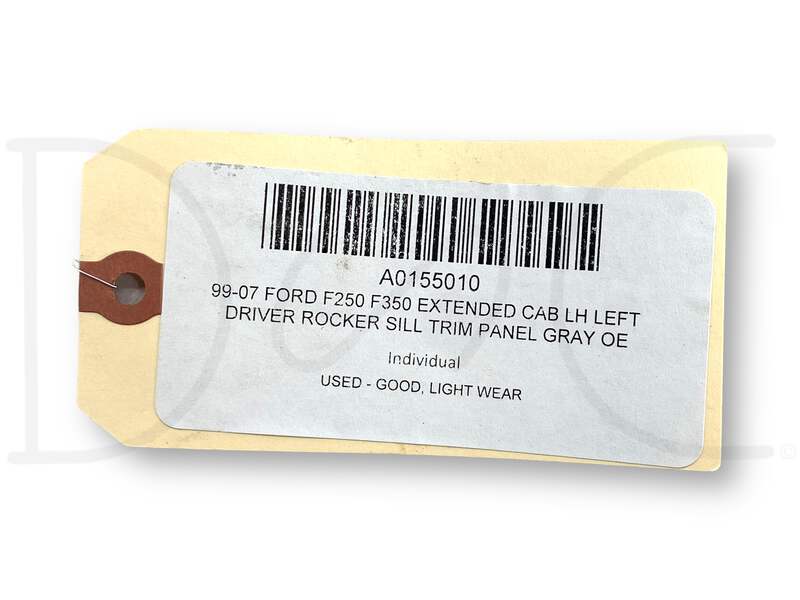 A0155010
99-07 FORD F250 F350 EXTENDED CAB LH LEFT
DRIVER ROCKER SILL TRIM PANEL GRAY OE
Individual
USED - GOOD, LIGHT WEAR